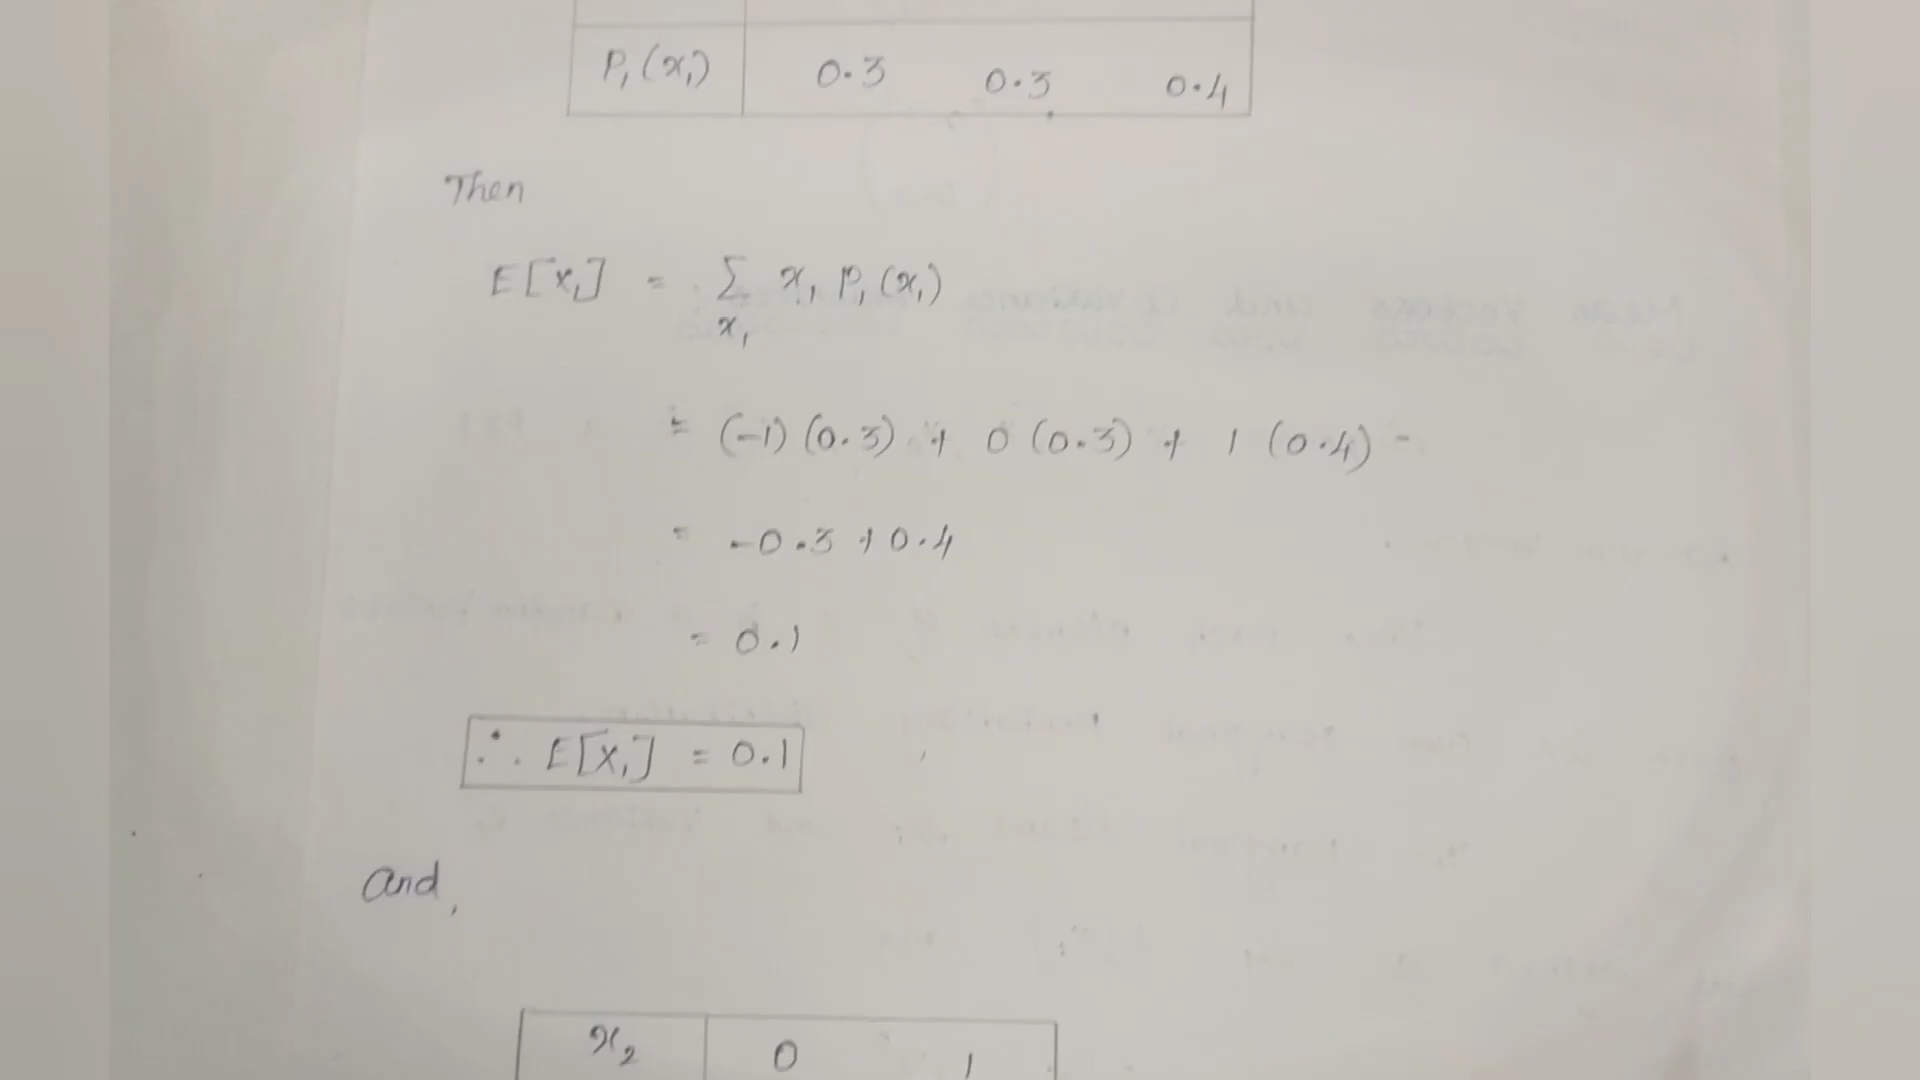 P₁(x₁) 0.3 0.3 0.4
Then
E[X₁] = Σ x₁ P₁(x₁)
x₁
= (-1)(0.3) + 0(0.3) + 1(0.4)
= -0.3+0.4
= 0.1
∴ E[X₁] = 0.1
and,
x₂ 0 1